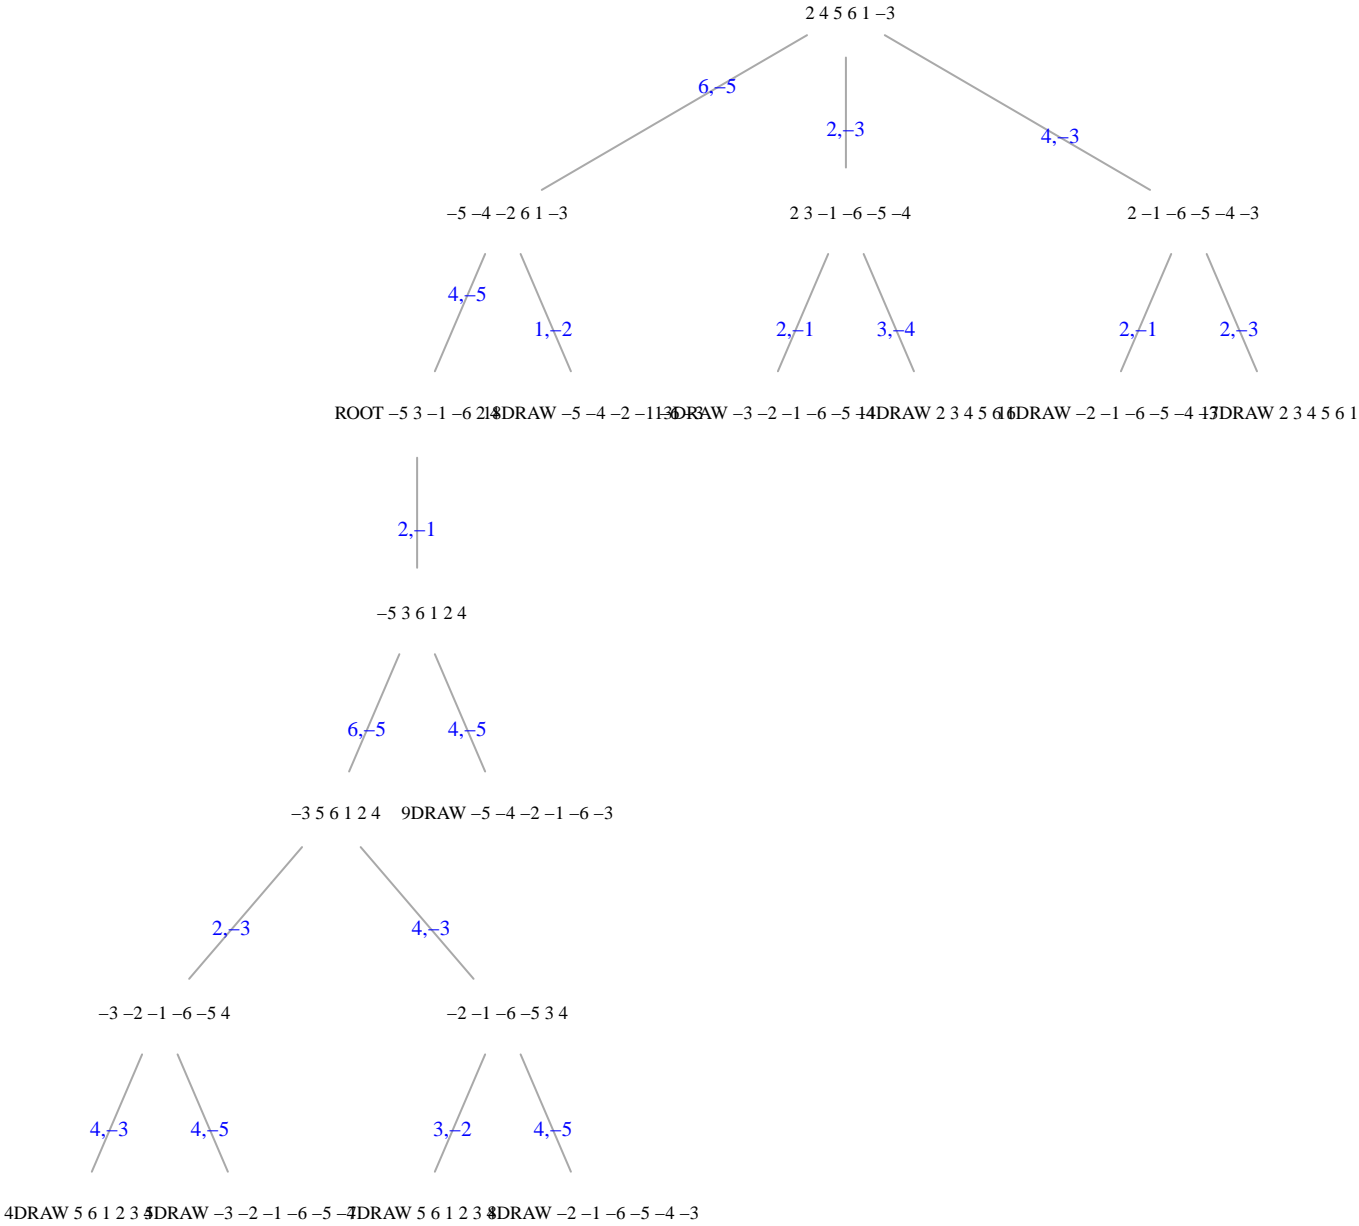 2 4 5 6 1 –3
6,–5
2,–3
4,–3
–5 –4 –2 6 1 –3
2 3 –1 –6 –5 –4
2 –1 –6 –5 –4 –3
4,–5
1,–2
2,–1
3,–4
2,–1
2,–3
ROOT –5 3 –1 –6 2 4
DRAW –5 –4 –2 –1
DRAW –3 –2 –1 –6 –5
DRAW 2 3 4 5 6
DRAW –2 –1 –6 –5 –4
DRAW 2 3 4 5 6 1
2,–1
–5 3 6 1 2 4
6,–5
4,–5
–3 5 6 1 2 4
9DRAW –5 –4 –2 –1 –6 –3
2,–3
4,–3
–3 –2 –1 –6 –5 4
–2 –1 –6 –5 3 4
4,–3
4,–5
3,–2
4,–5
4DRAW 5 6 1 2 3
DRAW –3 –2 –1 –6 –5
DRAW 5 6 1 2 3
DRAW –2 –1 –6 –5 –4 –3